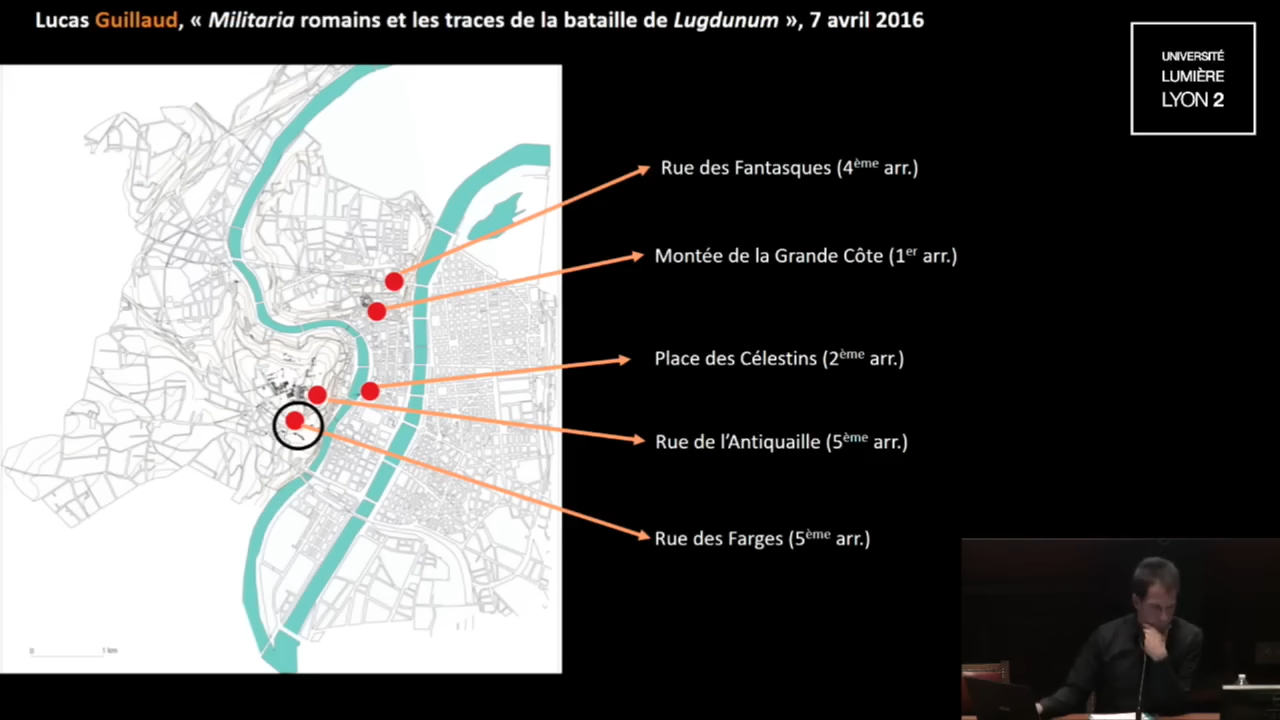 Lucas Guillaud, « Militaria romains et les traces de la bataille de Lugdunum », 7 avril 2016
UNIVERSITÉ
LUMIÈRE
LYON 2
Rue des Fantasques (4ème arr.)
Montée de la Grande Côte (1er arr.)
Place des Célestins (2ème arr.)
Rue de l'Antiquaille (5ème arr.)
Rue des Farges (5ème arr.)
0 1 km